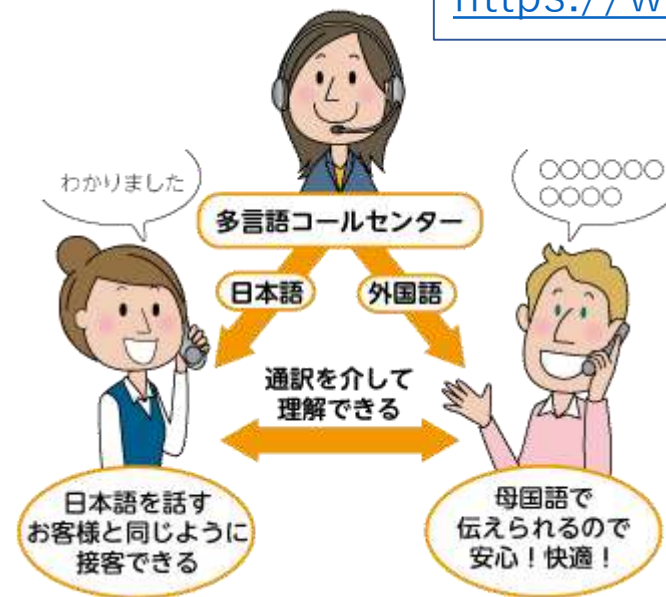 https://w
わかりました
○○○○○○
○○○○
多言語コールセンター
日本語
外国語
通訳を介して
理解できる
日本語を話す
お客様と同じように
接客できる
母国語で
伝えられるので
安心！快適！